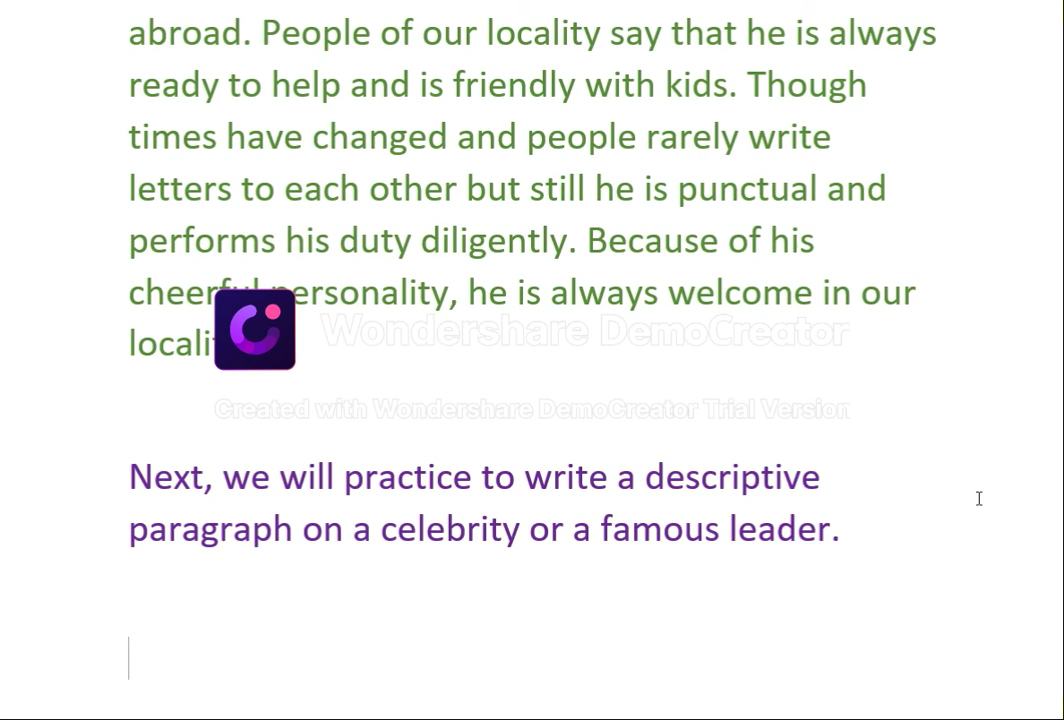 abroad. People of our locality say that he is always
ready to help and is friendly with kids. Though
times have changed and people rarely write
letters to each other but still he is punctual and
performs his duty diligently. Because of his
cheerful personality, he is always welcome in our
Wondershare DemoCreator
Created with Wondershare DemoCreator Trial Version
Next, we will practice to write a descriptive
paragraph on a celebrity or a famous leader.